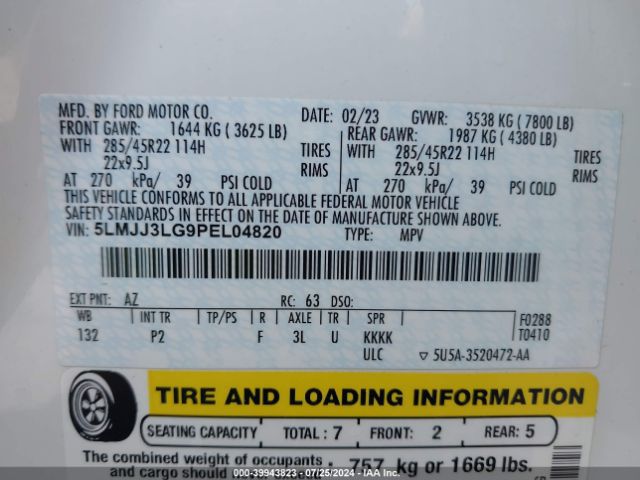 MFD. BY FORD MOTOR CO.
DATE: 02/23 GVWR: 3538 KG ( 7800 LB)
FRONT GAWR: 1644 KG ( 3625 LB)
REAR GAWR: 1987 KG ( 4380 LB)
WITH 285/45R22 114H TIRES
22x9.5J RIMS
WITH 285/45R22 114H TIRES
22x9.5J RIMS
AT 270 kPa/ 39 PSI COLD
AT 270 kPa/ 39 PSI COLD
THIS VEHICLE CONFORMS TO ALL APPLICABLE FEDERAL MOTOR VEHICLE
SAFETY STANDARDS IN EFFECT ON THE DATE OF MANUFACTURE SHOWN ABOVE.
VIN: 5LMJJ3LG9PEL04820 TYPE: MPV
EXT PNT: AZ RC: 63 DSO:
WB INT TR TP/PS R AXLE TR SPR
132 P2 F 3L U KKKK
ULC
F0288
T0410
▽ 5U5A-3520472-AA
TIRE AND LOADING INFORMATION
SEATING CAPACITY TOTAL : 7 FRONT: 2 REAR: 5
The combined weight of occupants
and cargo should never exceed : 757 kg or 1669 lbs.
000-39943823 - 07/25/2024 - IAA Inc.